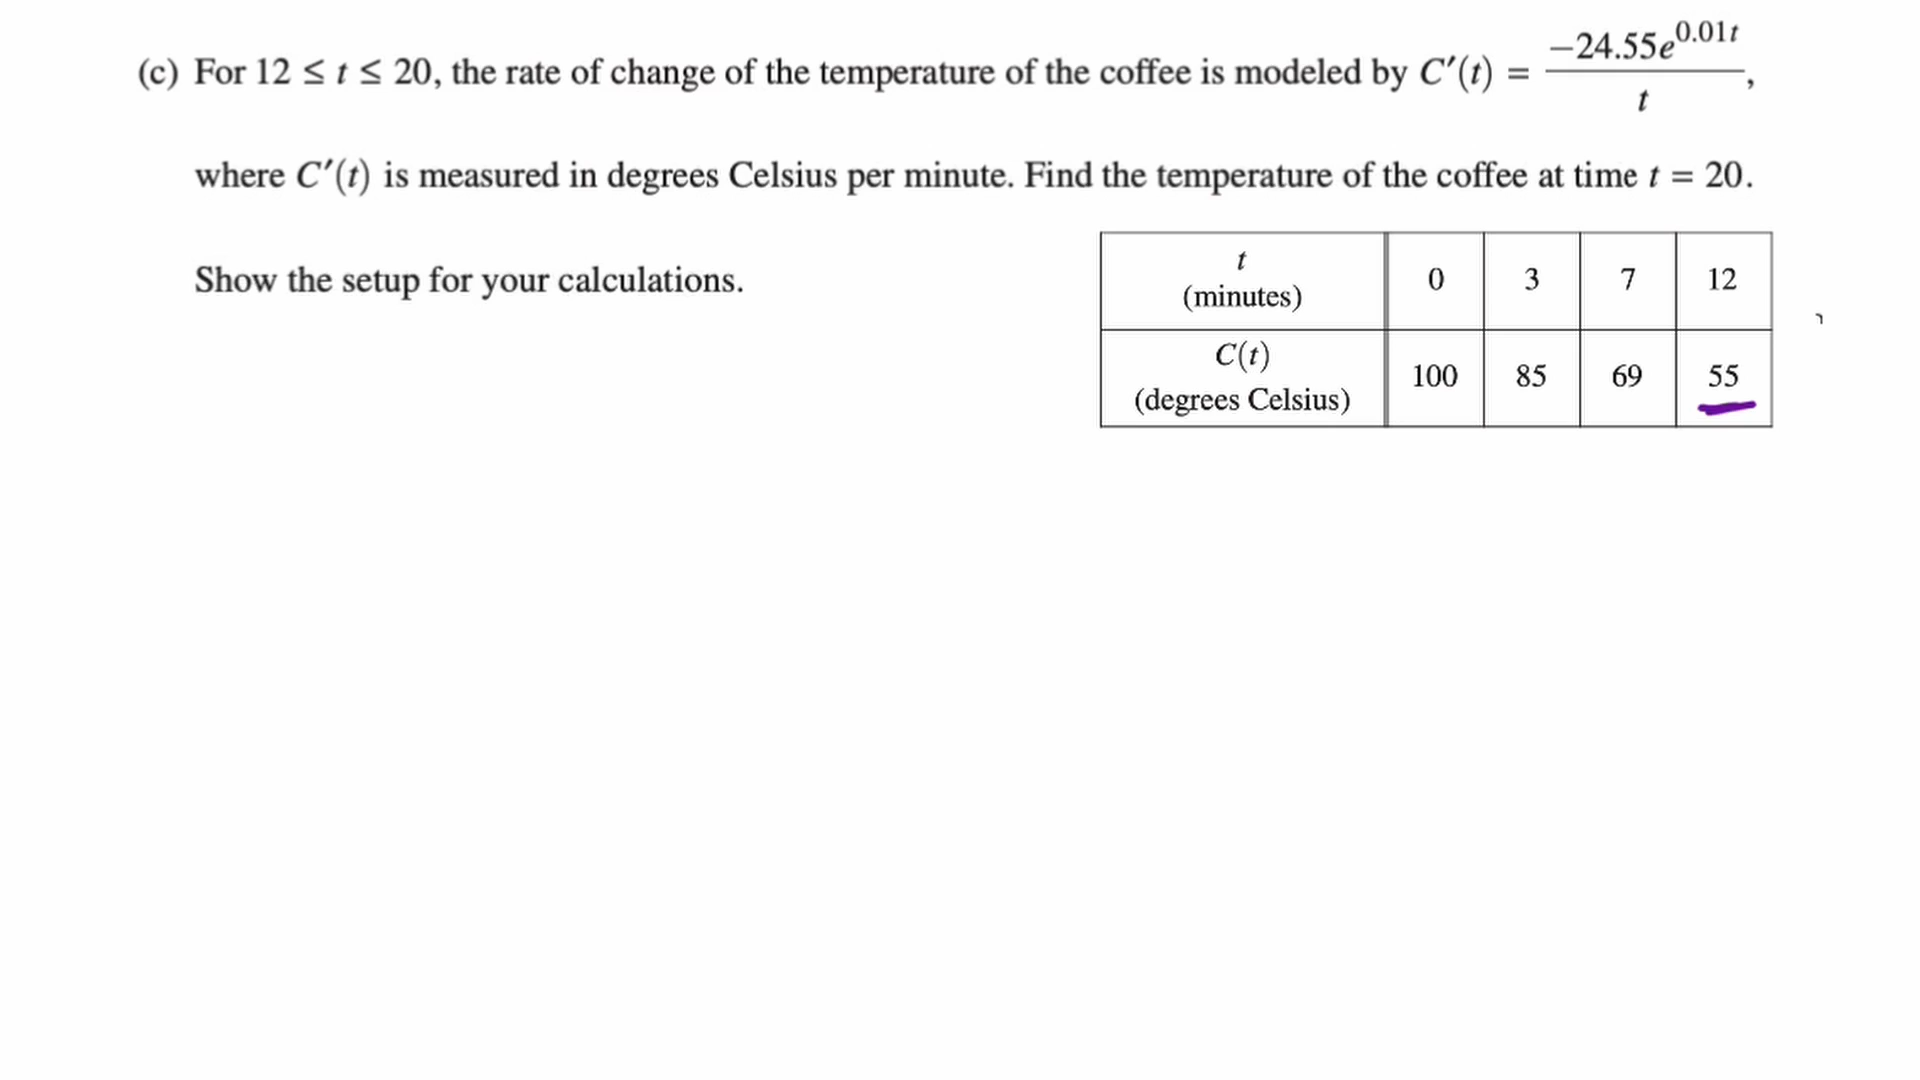 (c) For 12 ≤ t ≤ 20, the rate of change of the temperature of the coffee is modeled by C′(t) = −24.55e^0.01t / t,
where C′(t) is measured in degrees Celsius per minute. Find the temperature of the coffee at time t = 20.
Show the setup for your calculations.
t (minutes) 0 3 7 12
C(t) (degrees Celsius) 100 85 69 55